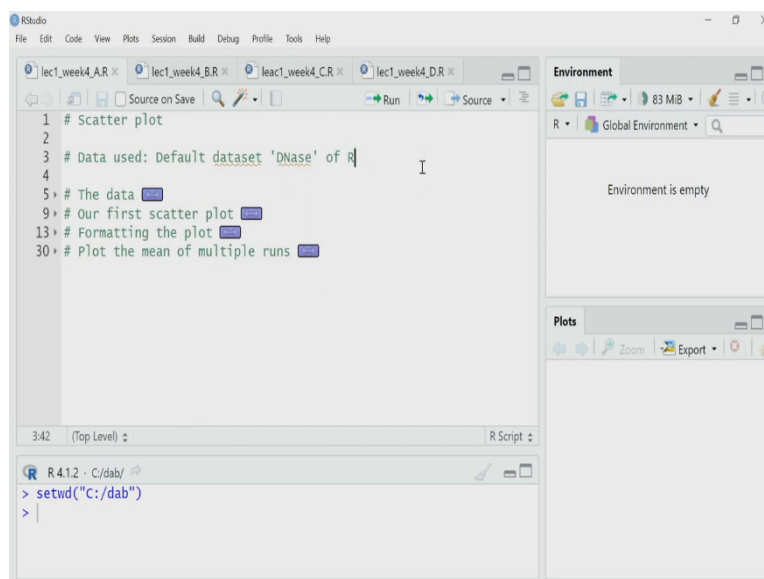 RStudio
File Edit Code View Plots Session Build Debug Profile Tools Help
lec1_week4_A.R × lec1_week4_B.R × leac1_week4_C.R × lec1_week4_D.R ×
Source on Save Run Source
1 # Scatter plot
2
3 # Data used: Default dataset 'DNase' of R
4
5 # The data
9 # Our first scatter plot
13 # Formatting the plot
30 # Plot the mean of multiple runs
3:42 (Top Level) R Script
R 4.1.2 · C:/dab/
> setwd("C:/dab")
>
Environment
83 MiB
R Global Environment
Environment is empty
Plots
Zoom Export